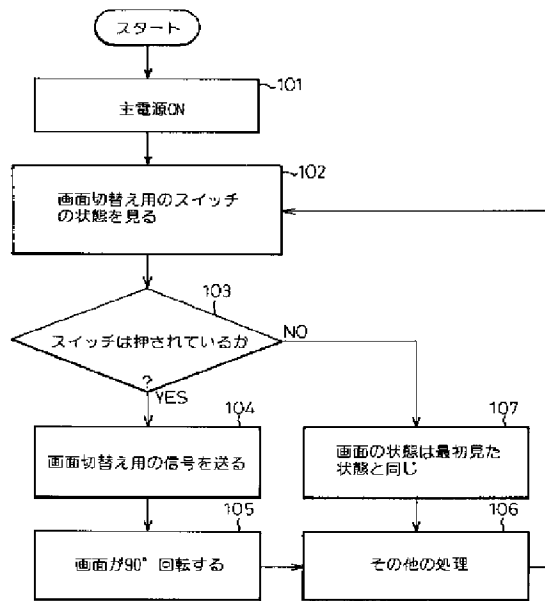 スタート
101
主電源ON
102
画面切替え用のスイッチ
の状態を見る
103
スイッチは押されているか
?
NO
YES
104
画面切替え用の信号を送る
107
画面の状態は最初見た
状態と同じ
105
画面が90°回転する
106
その他の処理